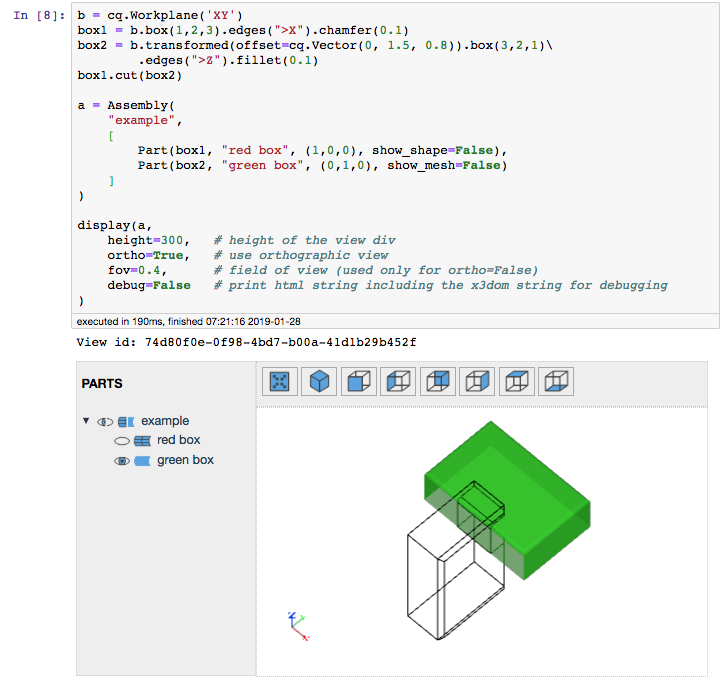 In [8]: b = cq.Workplane('XY')
box1 = b.box(1,2,3).edges(">X").chamfer(0.1)
box2 = b.transformed(offset=cq.Vector(0, 1.5, 0.8)).box(3,2,1)\
        .edges(">Z").fillet(0.1)
box1.cut(box2)

a = Assembly(
    "example",
    [
        Part(box1, "red box", (1,0,0), show_shape=False),
        Part(box2, "green box", (0,1,0), show_mesh=False)
    ]
)

display(a,
    height=300,   # height of the view div
    ortho=True,   # use orthographic view
    fov=0.4,      # field of view (used only for ortho=False)
    debug=False   # print html string including the x3dom string for debugging
)
executed in 190ms, finished 07:21:16 2019-01-28
View id: 74d80f0e-0f98-4bd7-b00a-41d1b29b452f
PARTS
example
red box
green box